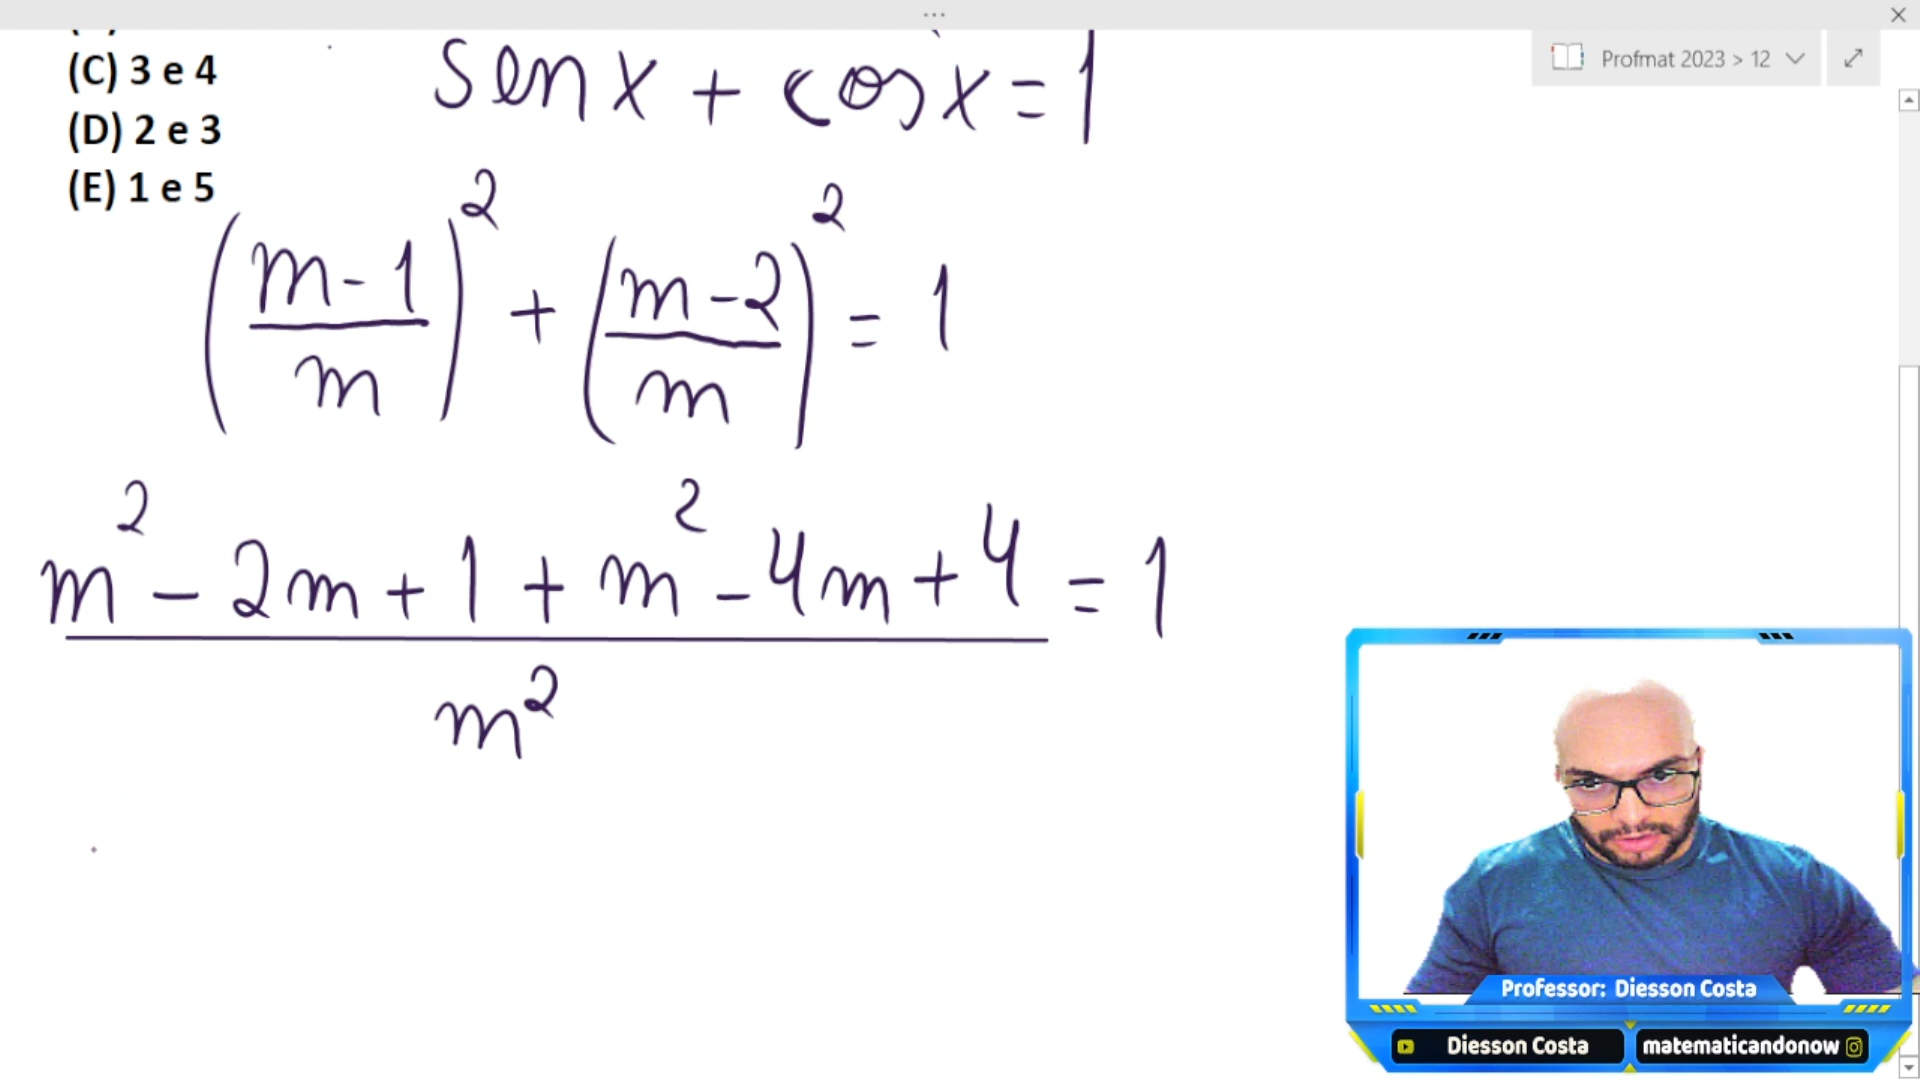 (C) 3 e 4
sen x + cos x = 1
Profmat 2023 > 12
(D) 2 e 3
(E) 1 e 5
((m-1)/m)² + ((m-2)/m)² = 1
m² - 2m + 1 + m² - 4m + 4 = 1
m²
Professor: Diesson Costa
Diesson Costa
matematicandonow